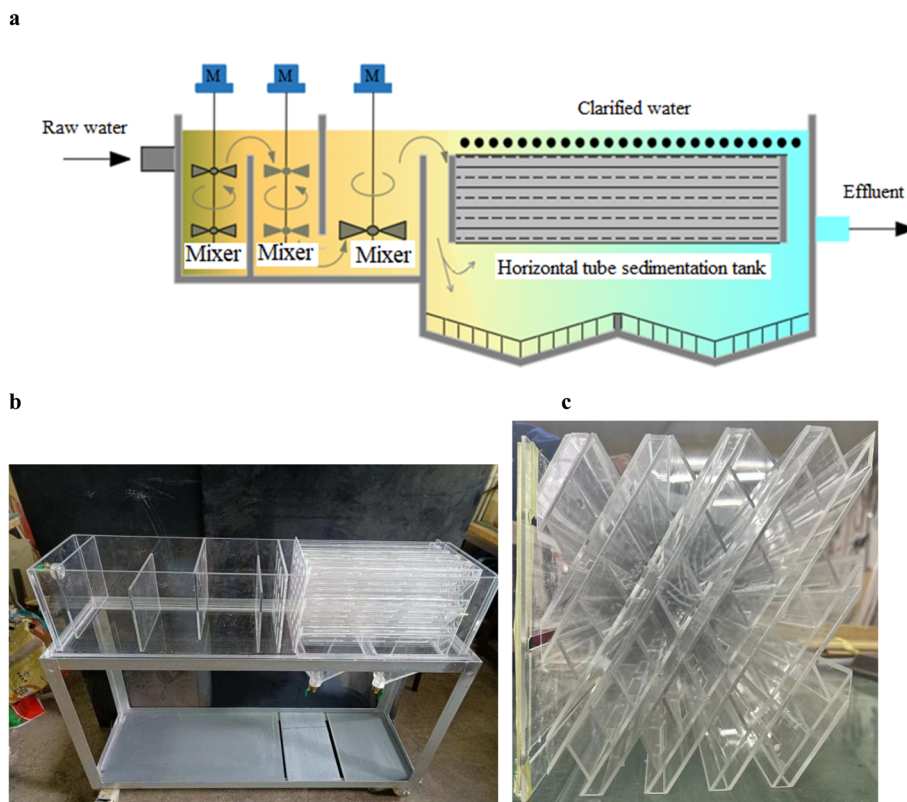 a
M M M
Clarified water
Raw water
Effluent
Mixer Mixer Mixer
Horizontal tube sedimentation tank
b c